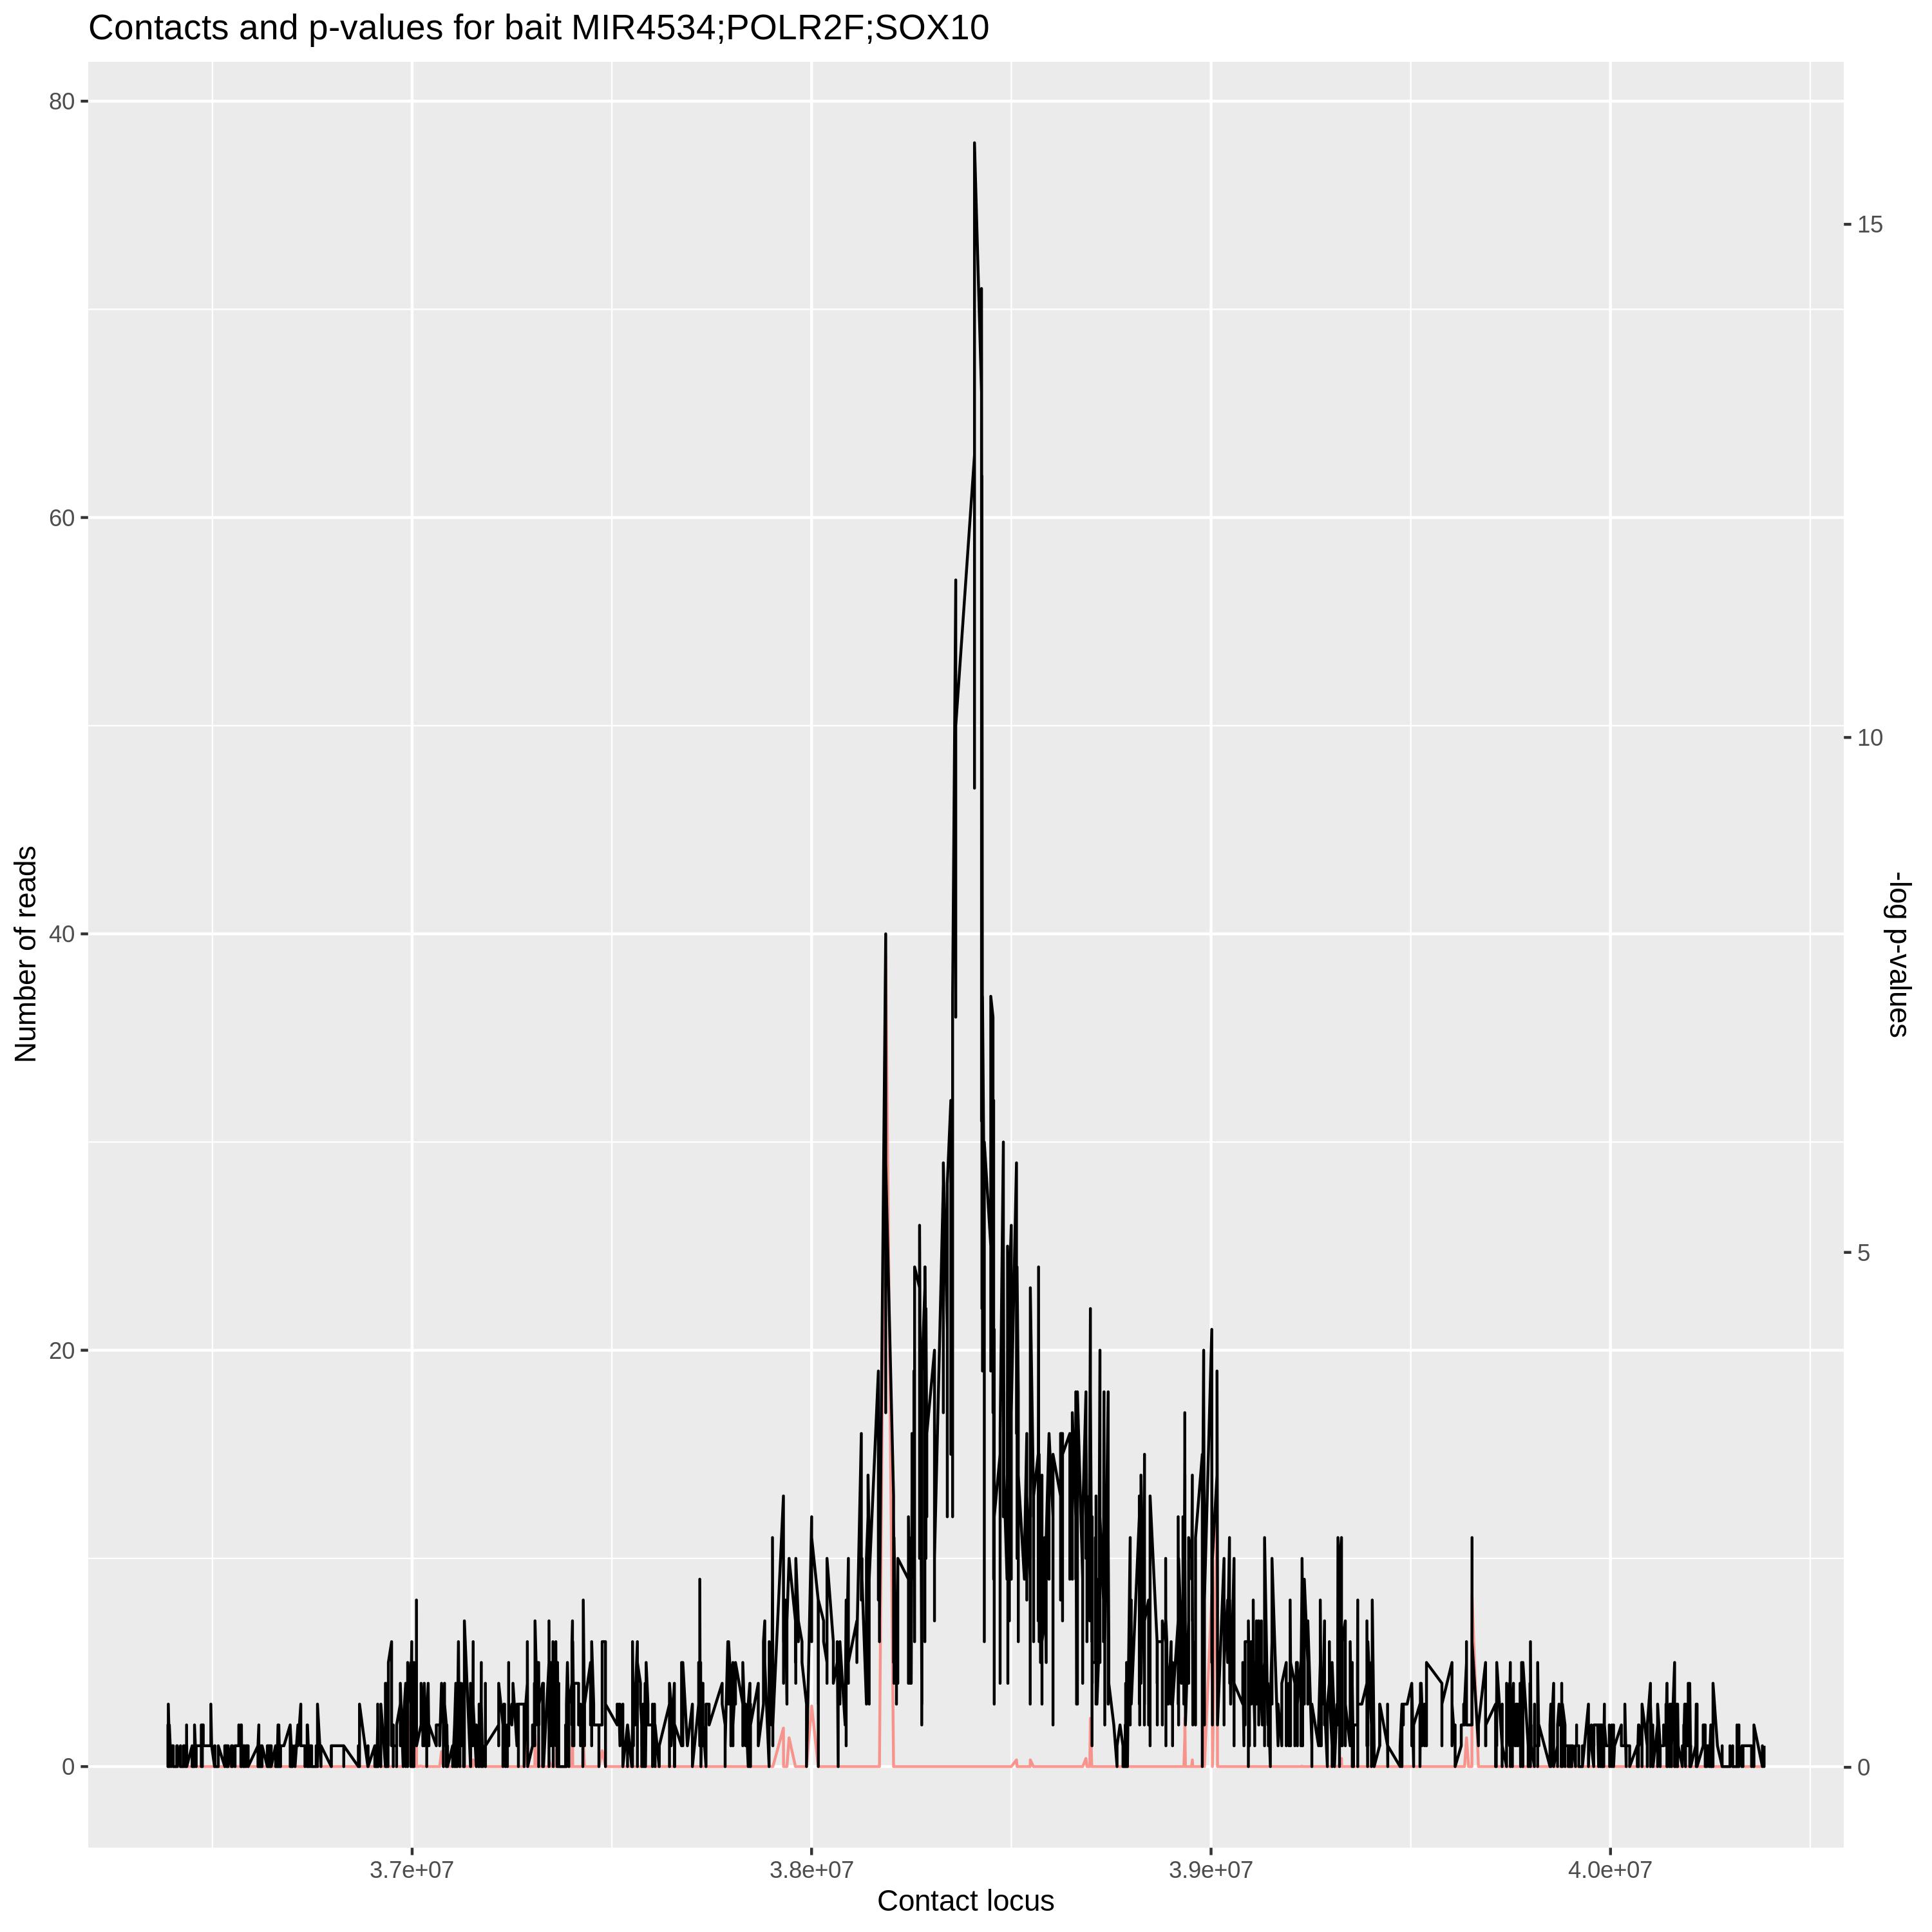 Contacts and p-values for bait MIR4534;POLR2F;SOX10
80
60
40
20
0
Number of reads
15
10
5
0
-log p-values
3.7e+07
3.8e+07
3.9e+07
4.0e+07
Contact locus